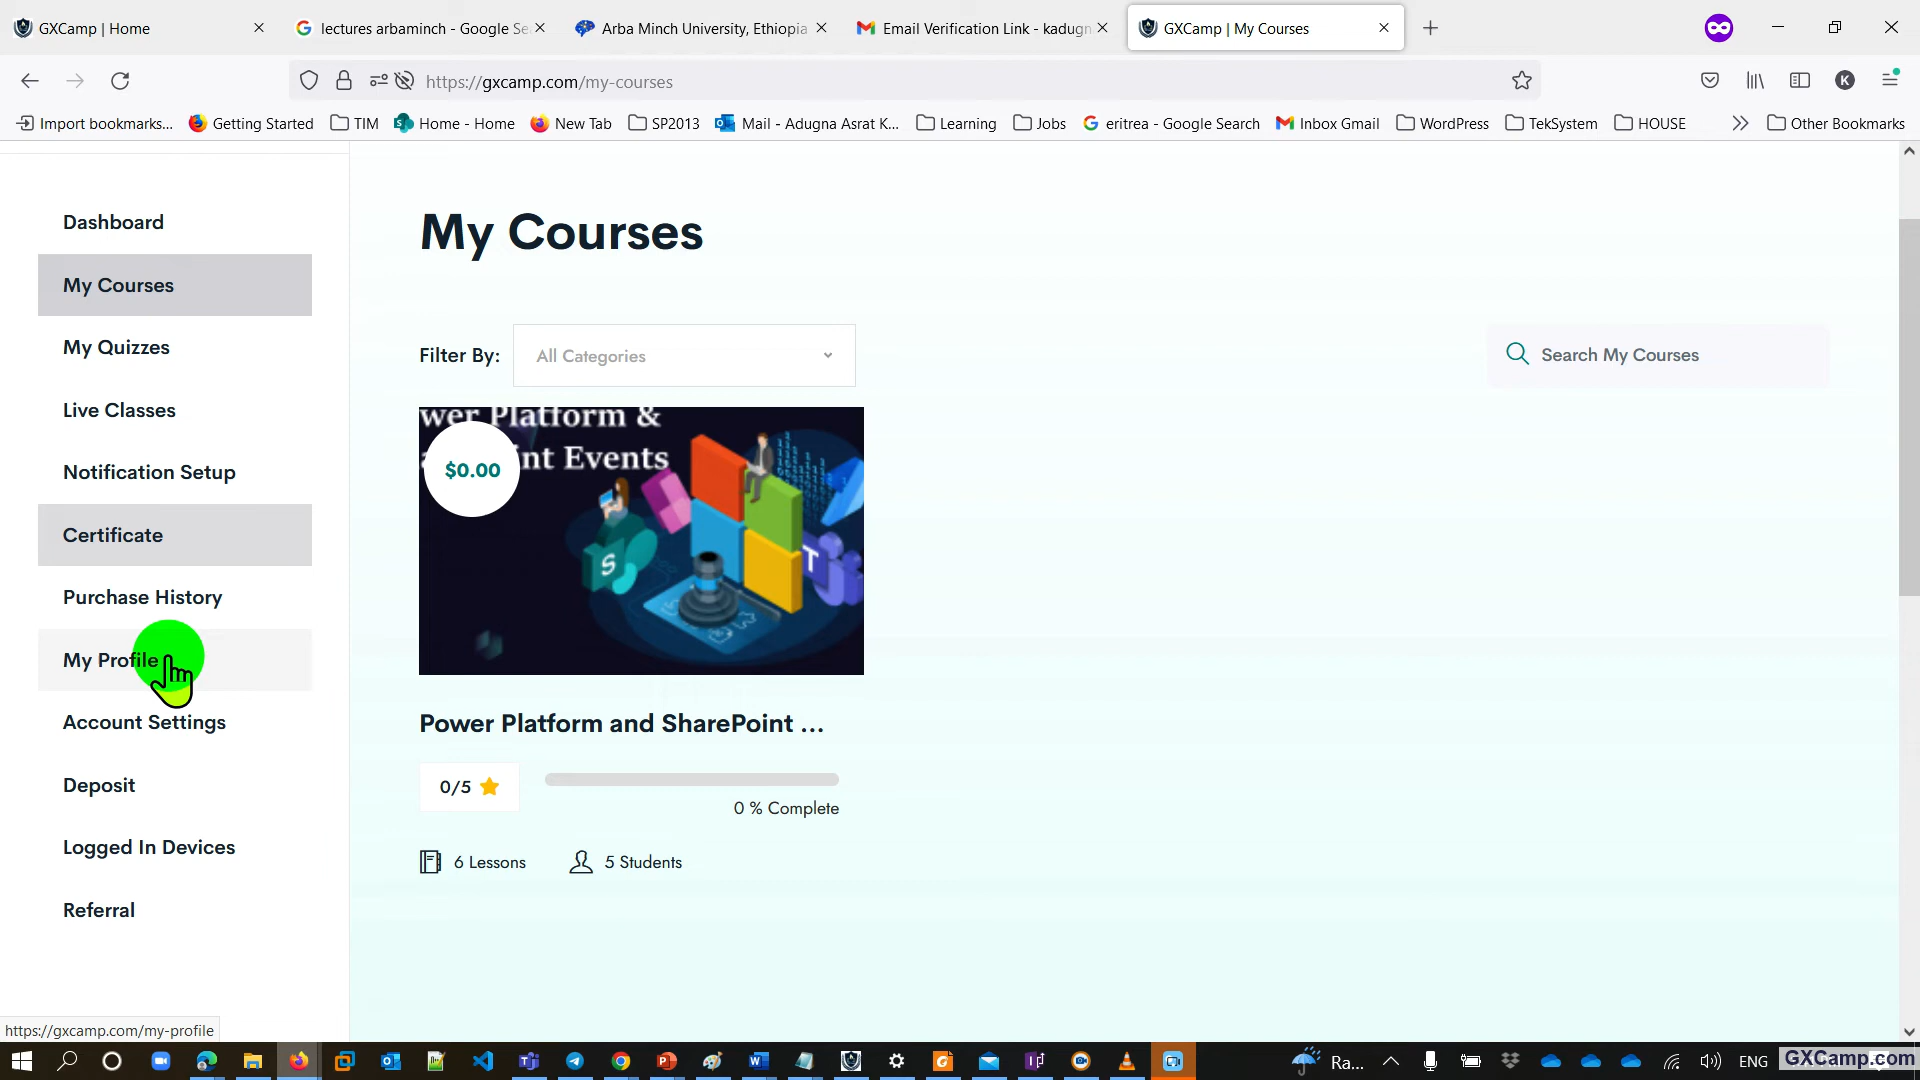 GXCamp | Home
lectures arbaminch - Google Se
Arba Minch University, Ethiopia
Email Verification Link - kadugn
GXCamp | My Courses
https://gxcamp.com/my-courses
K
Import bookmarks...
Getting Started
TIM
Home - Home
New Tab
SP2013
Mail - Adugna Asrat K...
Learning
Jobs
eritrea - Google Search
Inbox Gmail
WordPress
TekSystem
HOUSE
Other Bookmarks
Dashboard
My Courses
My Quizzes
Live Classes
Notification Setup
Certificate
Purchase History
My Profile
Account Settings
Deposit
Logged In Devices
Referral
My Courses
Filter By:
All Categories
Search My Courses
wer Platform &
nt Events
$0.00
Power Platform and SharePoint ...
0/5
0 % Complete
6 Lessons
5 Students
https://gxcamp.com/my-profile
Ra...
ENG
GXCamp.com